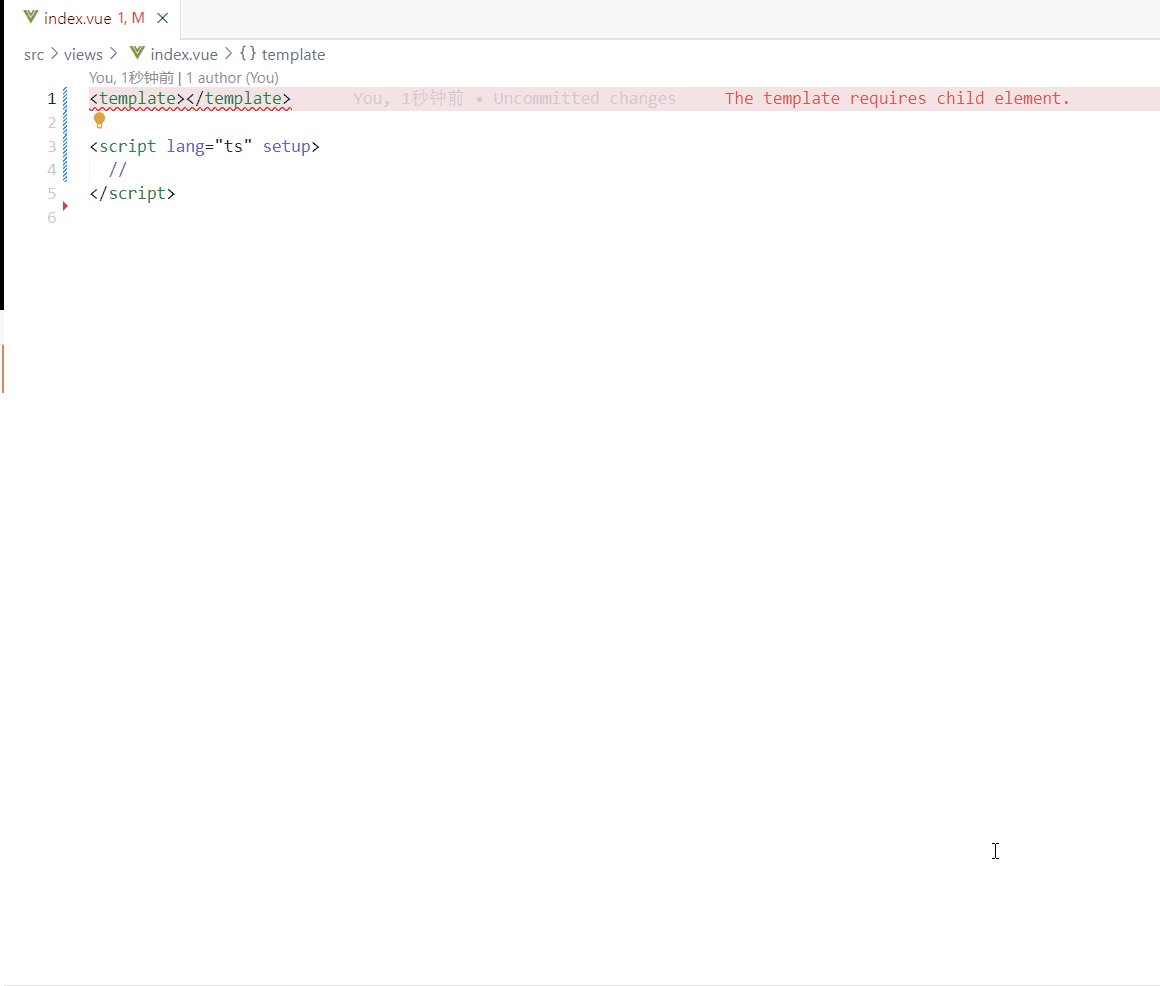 index.vue 1, M
src > views > index.vue > {} template
You, 1秒钟前 | 1 author (You)
1 <template></template> You, 1秒钟前 • Uncommitted changes The template requires child element.
2
3 <script lang="ts" setup>
4 //
5 </script>
6